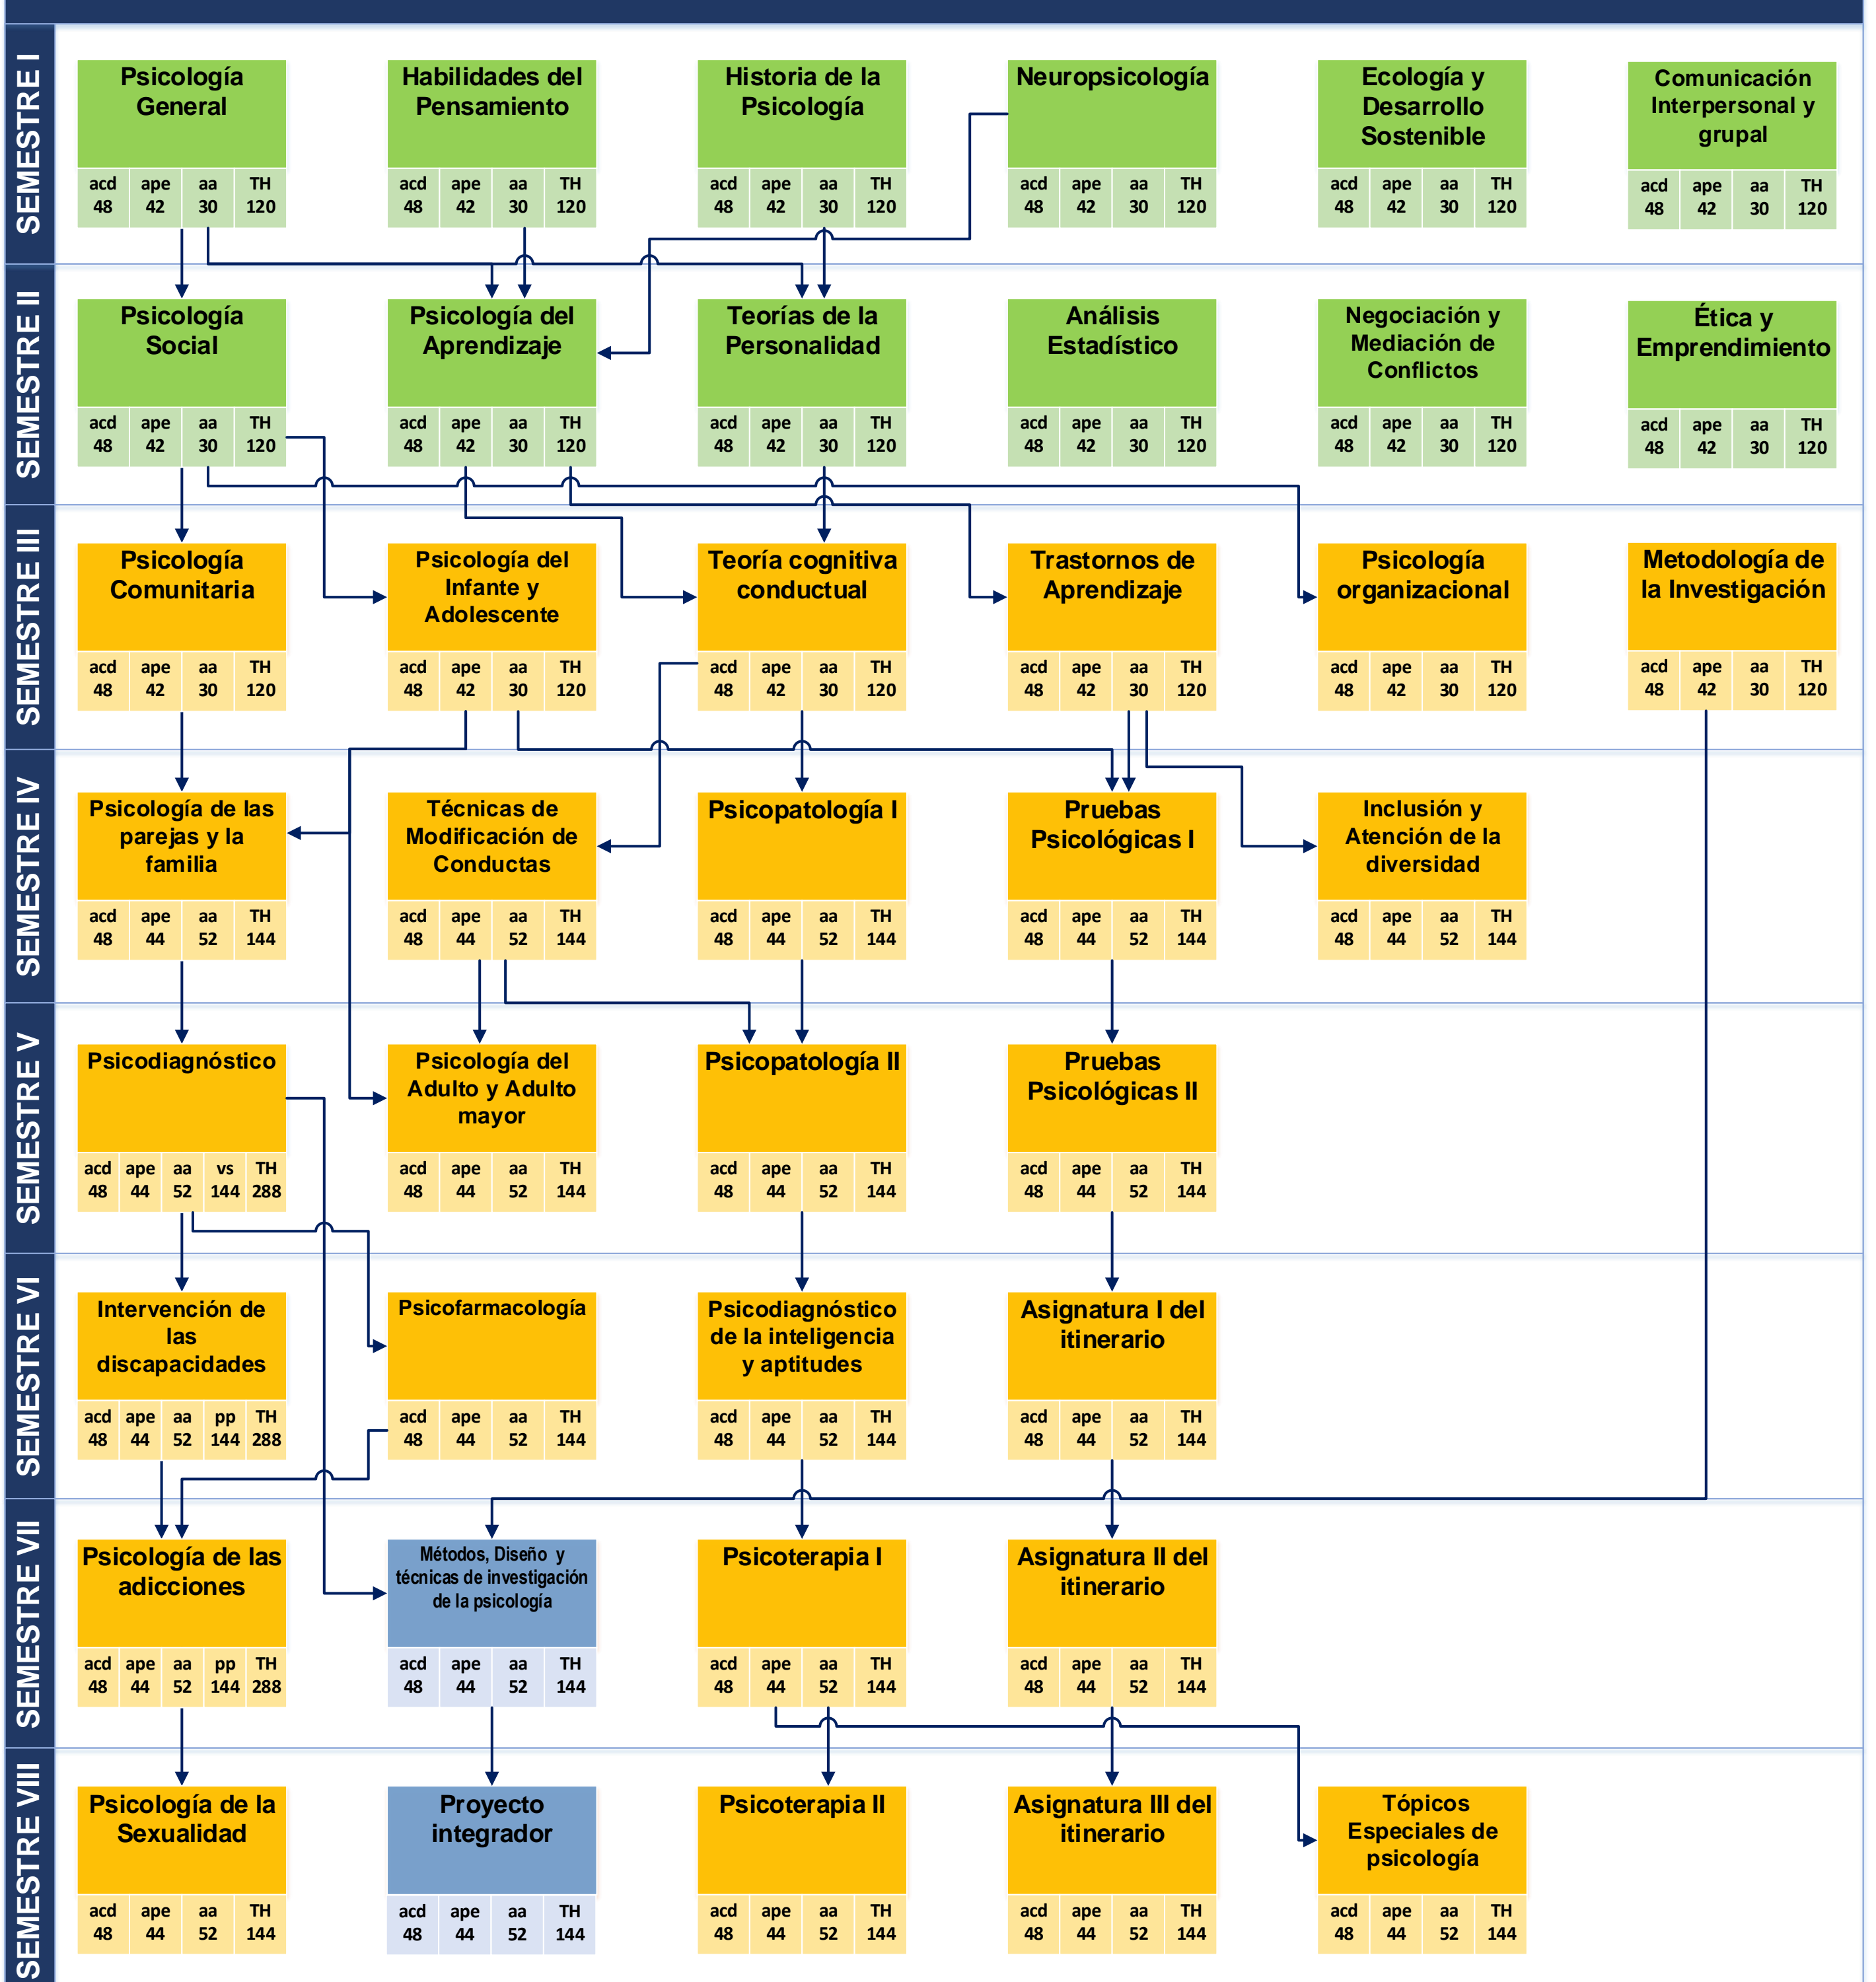 SEMESTRE I
Psicología
General
acd ape aa TH
48 42 30 120
Habilidades del
Pensamiento
acd ape aa TH
48 42 30 120
Historia de la
Psicología
acd ape aa TH
48 42 30 120
Neuropsicología
acd ape aa TH
48 42 30 120
Ecología y
Desarrollo
Sostenible
acd ape aa TH
48 42 30 120
Comunicación
Interpersonal y
grupal
acd ape aa TH
48 42 30 120
SEMESTRE II
Psicología
Social
acd ape aa TH
48 42 30 120
Psicología del
Aprendizaje
acd ape aa TH
48 42 30 120
Teorías de la
Personalidad
acd ape aa TH
48 42 30 120
Análisis
Estadístico
acd ape aa TH
48 42 30 120
Negociación y
Mediación de
Conflictos
acd ape aa TH
48 42 30 120
Ética y
Emprendimiento
acd ape aa TH
48 42 30 120
SEMESTRE III
Psicología
Comunitaria
acd ape aa TH
48 42 30 120
Psicología del
Infante y
Adolescente
acd ape aa TH
48 42 30 120
Teoría cognitiva
conductual
acd ape aa TH
48 42 30 120
Trastornos de
Aprendizaje
acd ape aa TH
48 42 30 120
Psicología
organizacional
acd ape aa TH
48 42 30 120
Metodología de
la Investigación
acd ape aa TH
48 42 30 120
SEMESTRE IV
Psicología de las
parejas y la
familia
acd ape aa TH
48 44 52 144
Técnicas de
Modificación de
Conductas
acd ape aa TH
48 44 52 144
Psicopatología I
acd ape aa TH
48 44 52 144
Pruebas
Psicológicas I
acd ape aa TH
48 44 52 144
Inclusión y
Atención de la
diversidad
acd ape aa TH
48 44 52 144
SEMESTRE V
Psicodiagnóstico
acd ape aa vs TH
48 44 52 144 288
Psicología del
Adulto y Adulto
mayor
acd ape aa TH
48 44 52 144
Psicopatología II
acd ape aa TH
48 44 52 144
Pruebas
Psicológicas II
acd ape aa TH
48 44 52 144
SEMESTRE VI
Intervención de
las
discapacidades
acd ape aa pp TH
48 44 52 144 288
Psicofarmacología
acd ape aa TH
48 44 52 144
Psicodiagnóstico
de la inteligencia
y aptitudes
acd ape aa TH
48 44 52 144
Asignatura I del
itinerario
acd ape aa TH
48 44 52 144
SEMESTRE VII
Psicología de las
adicciones
acd ape aa pp TH
48 44 52 144 288
Métodos, Diseño y
técnicas de investigación
de la psicología
acd ape aa TH
48 44 52 144
Psicoterapia I
acd ape aa TH
48 44 52 144
Asignatura II del
itinerario
acd ape aa TH
48 44 52 144
SEMESTRE VIII
Psicología de la
Sexualidad
acd ape aa TH
48 44 52 144
Proyecto
integrador
acd ape aa TH
48 44 52 144
Psicoterapia II
acd ape aa TH
48 44 52 144
Asignatura III del
itinerario
acd ape aa TH
48 44 52 144
Tópicos
Especiales de
psicología
acd ape aa TH
48 44 52 144